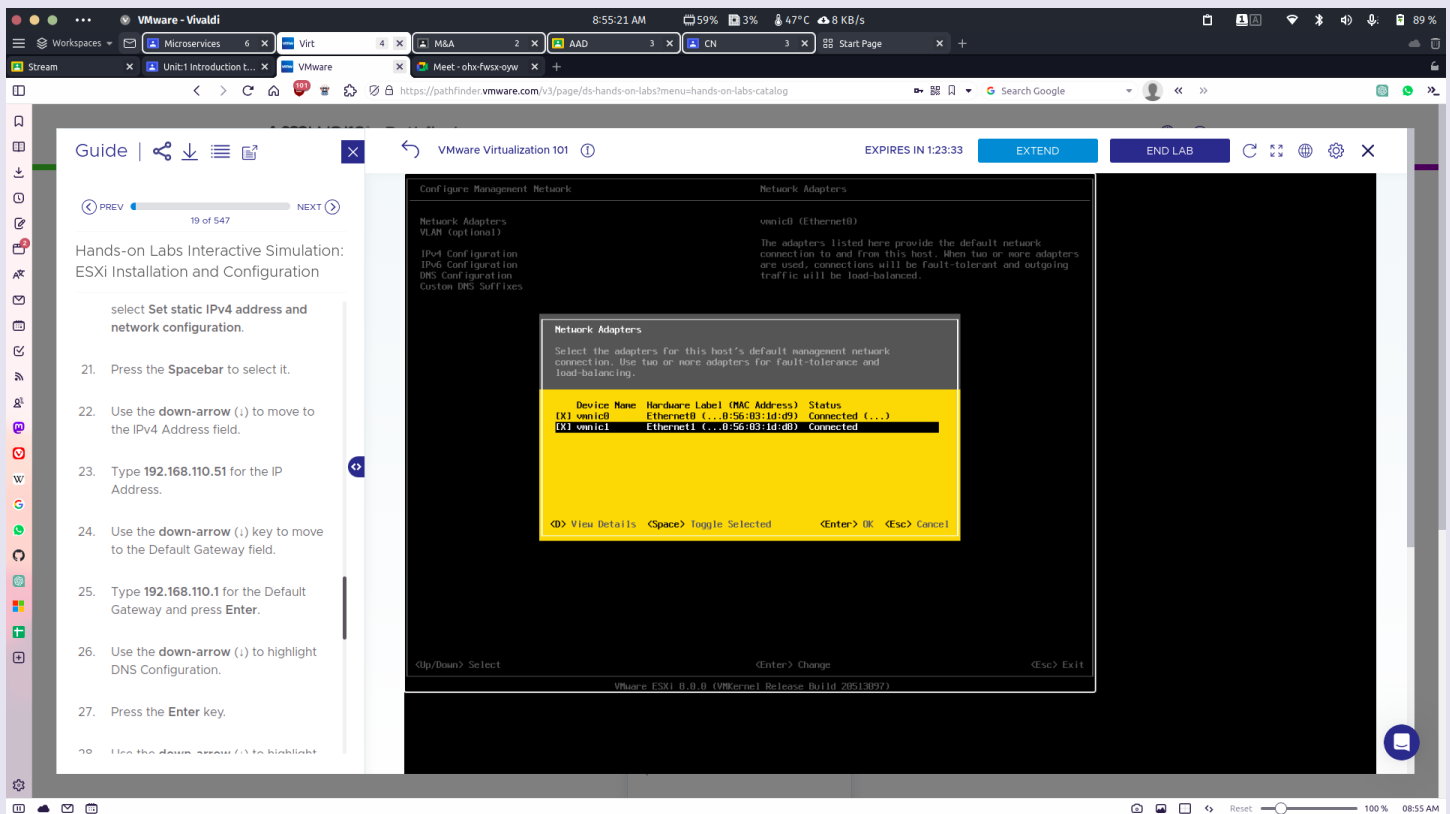 VMware - Vivaldi
8:55:21 AM
59%
3%
47°C
8 KB/s
1
A
89 %
Workspaces
Microservices 6
Virt 4
M&A 2
AAD 3
CN 3
Start Page
Stream
Unit:1 Introduction t...
VMware
Meet - ohx-fwsx-oyw
101
https://pathfinder.vmware.com/v3/page/ds-hands-on-labs?menu=hands-on-labs-catalog
Search Google
Guide
VMware Virtualization 101
EXPIRES IN 1:23:33
EXTEND
END LAB
PREV
NEXT
19 of 547
Hands-on Labs Interactive Simulation:
ESXi Installation and Configuration
select Set static IPv4 address and
network configuration.
21. Press the Spacebar to select it.
22. Use the down-arrow (↓) to move to
the IPv4 Address field.
23. Type 192.168.110.51 for the IP
Address.
24. Use the down-arrow (↓) key to move
to the Default Gateway field.
25. Type 192.168.110.1 for the Default
Gateway and press Enter.
26. Use the down-arrow (↓) to highlight
DNS Configuration.
27. Press the Enter key.
28. Use the down-arrow (↓) to highlight
Configure Management Network
Network Adapters
Network Adapters
VLAN (optional)
IPv4 Configuration
IPv6 Configuration
DNS Configuration
Custom DNS Suffixes
vmnic0 (Ethernet0)
The adapters listed here provide the default network
connection to and from this host. When two or more adapters
are used, connections will be fault-tolerant and outgoing
traffic will be load-balanced.
Network Adapters
Select the adapters for this host's default management network
connection. Use two or more adapters for fault-tolerance and
load-balancing.
Device Name Hardware Label (MAC Address) Status
[X] vmnic0 Ethernet0 (...0:56:03:1d:d9) Connected (...)
[X] vmnic1 Ethernet1 (...0:56:03:1d:d8) Connected
<D> View Details <Space> Toggle Selected <Enter> OK <Esc> Cancel
<Up/Down> Select
<Enter> Change
<Esc> Exit
VMware ESXi 8.0.0 (VMKernel Release Build 20513097)
Reset
100 %
08:55 AM